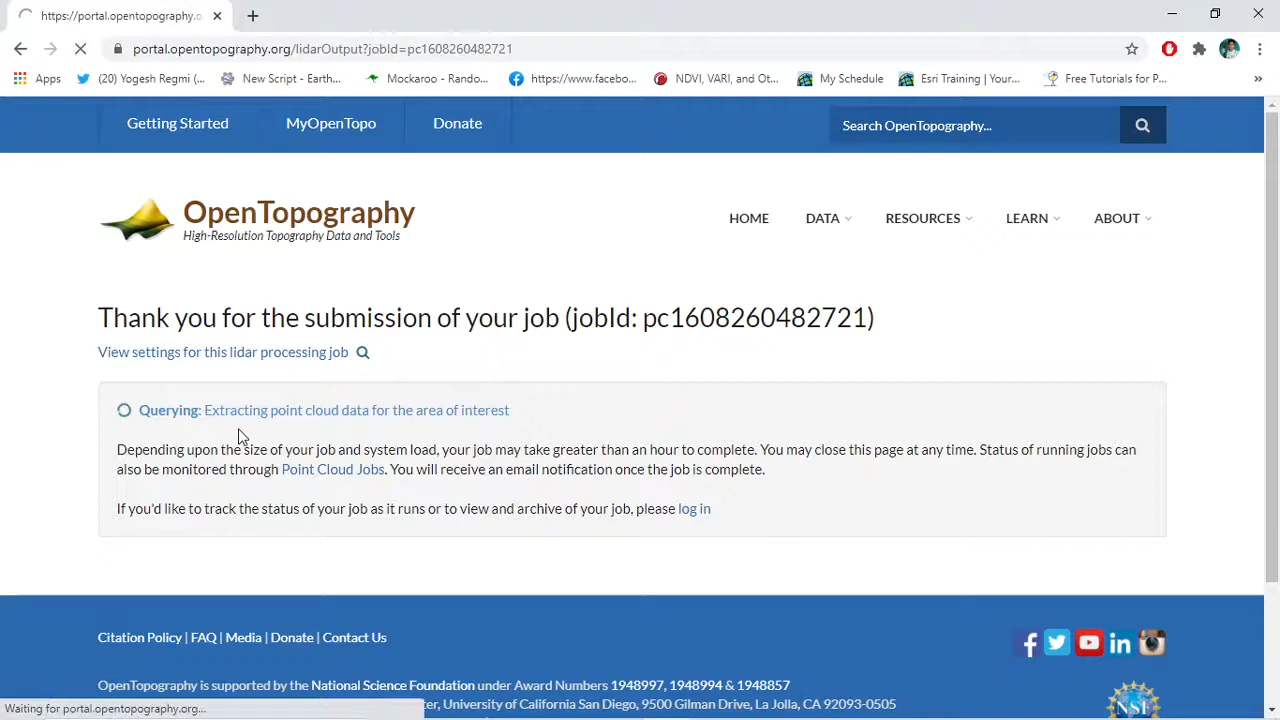 https://portal.opentopography.o
portal.opentopography.org/lidarOutput?jobId=pc1608260482721
Apps
(20) Yogesh Regmi (...
New Script - Earth...
Mockaroo - Rando...
https://www.facebo...
NDVI, VARI, and Ot...
My Schedule
Esri Training | Your...
Free Tutorials for P...
»
Getting Started
MyOpenTopo
Donate
Search OpenTopography...
OpenTopography
High-Resolution Topography Data and Tools
HOME
DATA
RESOURCES
LEARN
ABOUT
Thank you for the submission of your job (jobId: pc1608260482721)
View settings for this lidar processing job
Querying: Extracting point cloud data for the area of interest
Depending upon the size of your job and system load, your job may take greater than an hour to complete. You may close this page at any time. Status of running jobs can
also be monitored through Point Cloud Jobs. You will receive an email notification once the job is complete.
If you'd like to track the status of your job as it runs or to view and archive of your job, please log in
Citation Policy | FAQ | Media | Donate | Contact Us
OpenTopography is supported by the National Science Foundation under Award Numbers 1948997, 1948994 & 1948857
ter, University of California San Diego, 9500 Gilman Drive, La Jolla, CA 92093-0505
NSF
Waiting for portal.opentopography.org...